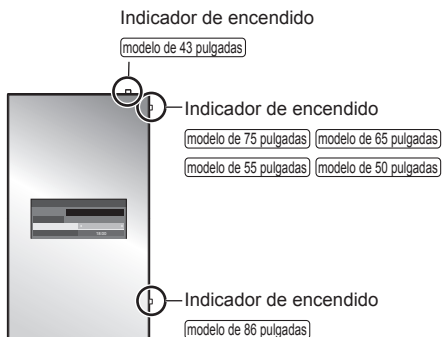 Indicador de encendido
modelo de 43 pulgadas
Indicador de encendido
modelo de 75 pulgadas modelo de 65 pulgadas
modelo de 55 pulgadas modelo de 50 pulgadas
Indicador de encendido
modelo de 86 pulgadas